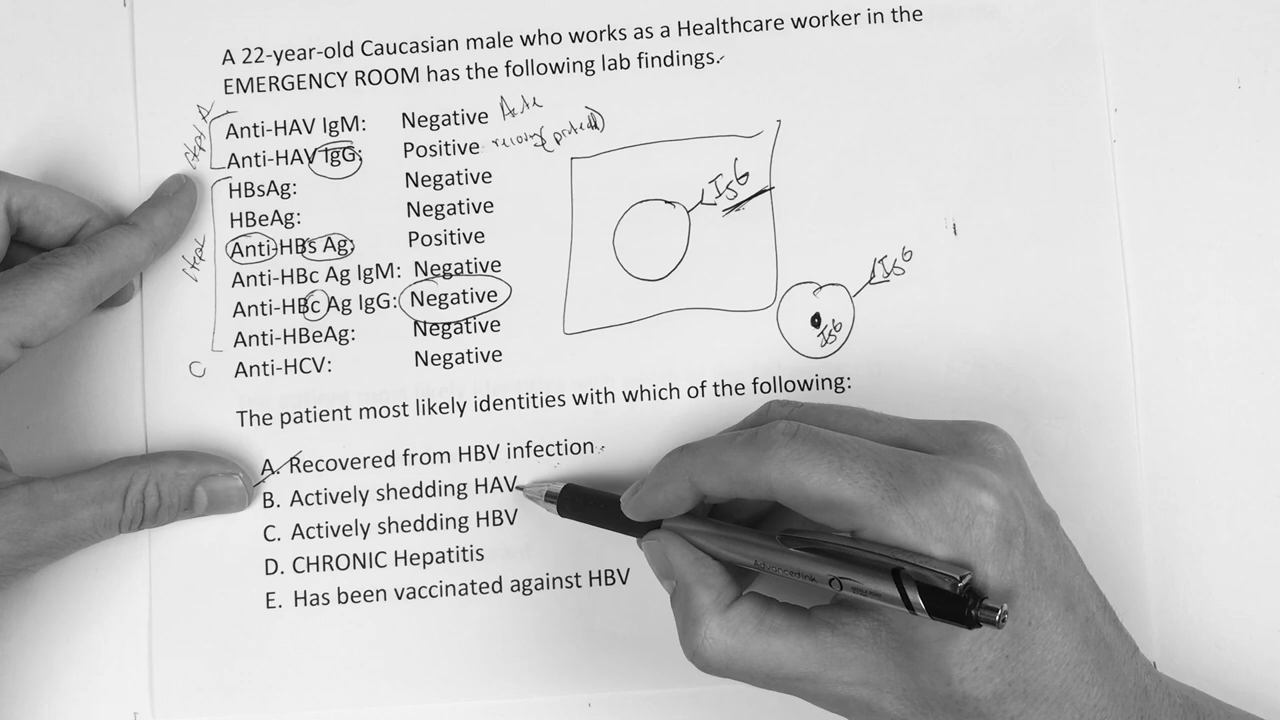 A 22-year-old Caucasian male who works as a Healthcare worker in the
EMERGENCY ROOM has the following lab findings.
Anti-HAV IgM: Negative Acte
Anti-HAV IgG: Positive
HBsAg: Negative
HBeAg: Negative
Anti-HBs Ag: Positive
Anti-HBc Ag IgM: Negative
Anti-HBc Ag IgG: Negative
Anti-HBeAg: Negative
C Anti-HCV: Negative
IgG
IgG
IgG
The patient most likely identities with which of the following:
A. Recovered from HBV infection
B. Actively shedding HAV
C. Actively shedding HBV
D. CHRONIC Hepatitis
E. Has been vaccinated against HBV
Advanced ink